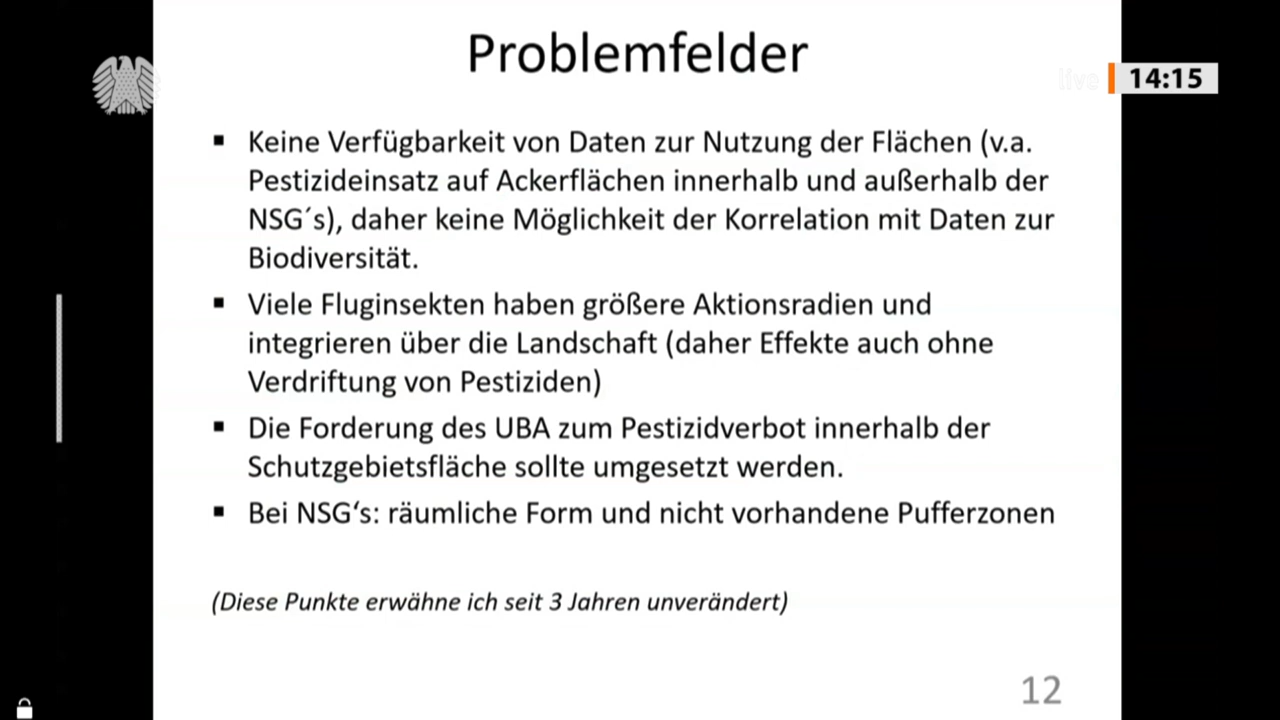 Problemfelder
live 14:15
▪ Keine Verfügbarkeit von Daten zur Nutzung der Flächen (v.a.
Pestizideinsatz auf Ackerflächen innerhalb und außerhalb der
NSG´s), daher keine Möglichkeit der Korrelation mit Daten zur
Biodiversität.
▪ Viele Fluginsekten haben größere Aktionsradien und
integrieren über die Landschaft (daher Effekte auch ohne
Verdriftung von Pestiziden)
▪ Die Forderung des UBA zum Pestizidverbot innerhalb der
Schutzgebietsfläche sollte umgesetzt werden.
▪ Bei NSG‘s: räumliche Form und nicht vorhandene Pufferzonen
(Diese Punkte erwähne ich seit 3 Jahren unverändert)
12